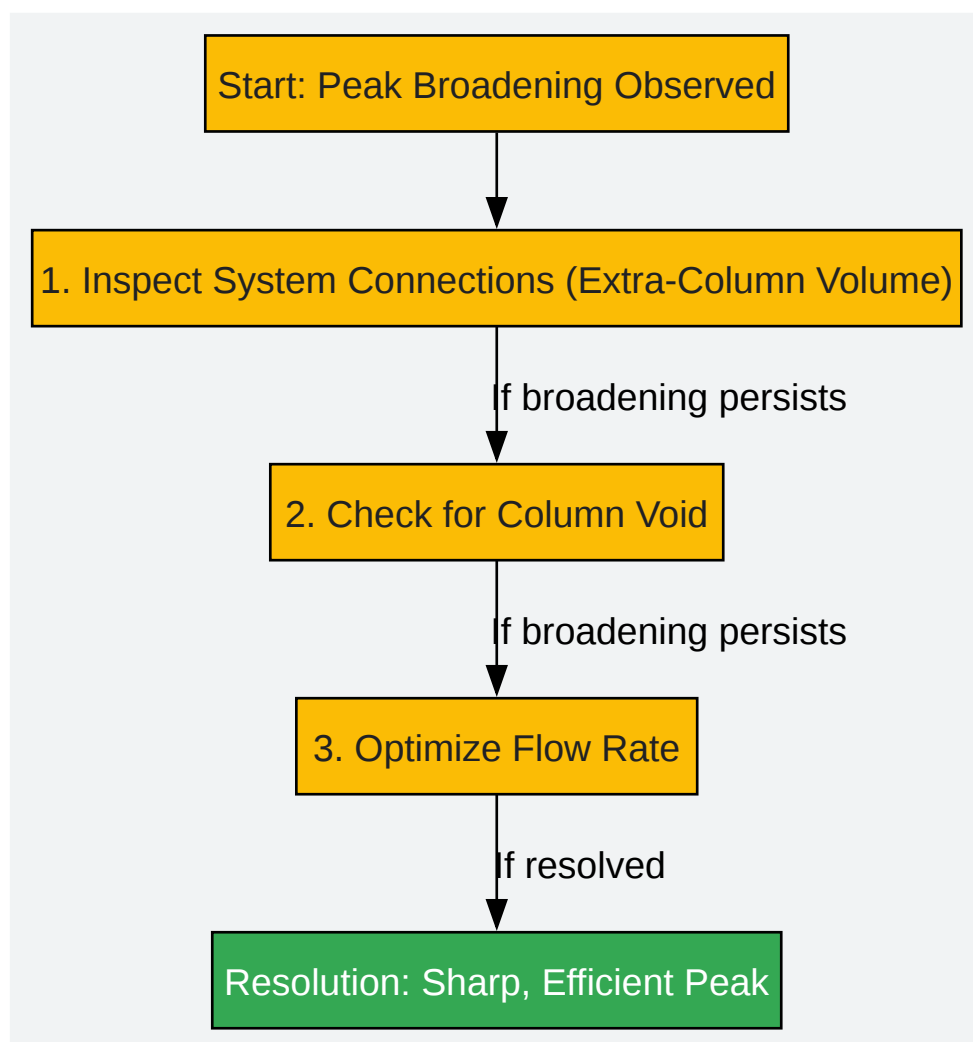 Start: Peak Broadening Observed
1. Inspect System Connections (Extra-Column Volume)
If broadening persists
2. Check for Column Void
If broadening persists
3. Optimize Flow Rate
If resolved
Resolution: Sharp, Efficient Peak